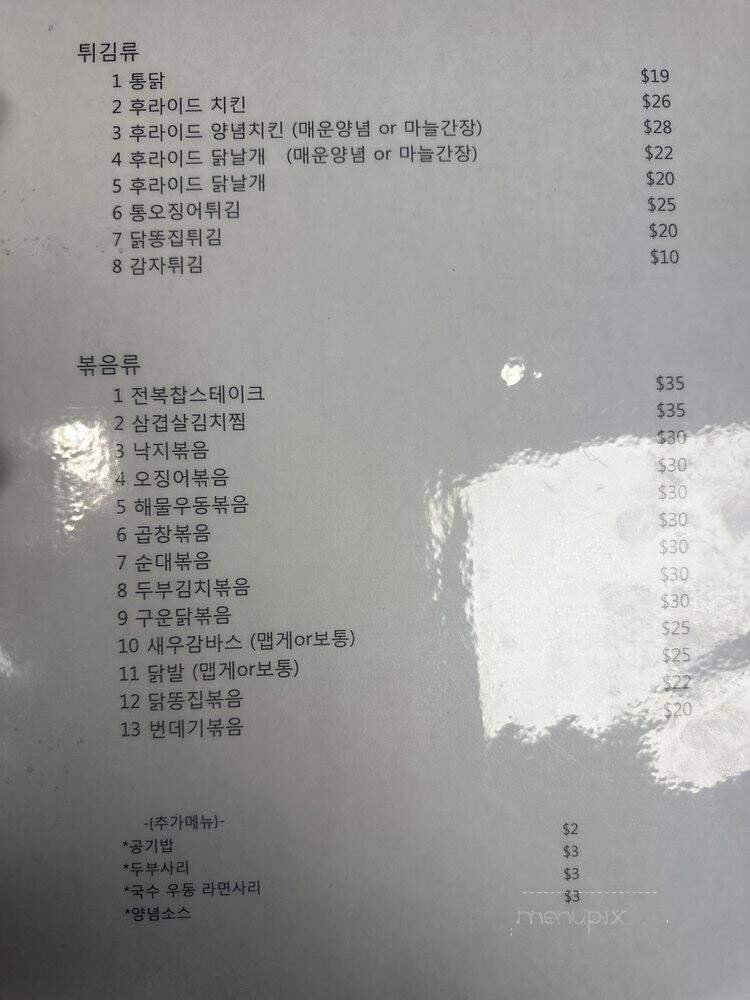 튀김류
1 통닭 $19
2 후라이드 치킨 $26
3 후라이드 양념치킨 (매운양념 or 마늘간장) $28
4 후라이드 닭날개 (매운양념 or 마늘간장) $22
5 후라이드 닭날개 $20
6 통오징어튀김 $25
7 닭똥집튀김 $20
8 감자튀김 $10
볶음류
1 전복찹스테이크 $35
2 삼겹살김치찜 $35
3 낙지볶음 $30
4 오징어볶음 $30
5 해물우동볶음 $30
6 곱창볶음 $30
7 순대볶음 $30
8 두부김치볶음 $30
9 구운닭볶음 $30
10 새우감바스 (맵게or보통) $25
11 닭발 (맵게or보통) $25
12 닭똥집볶음 $22
13 번데기볶음 $20
-{추가메뉴}-
*공기밥 $2
*두부사리 $3
*국수 우동 라면사리 $3
*양념소스 $3
menupix